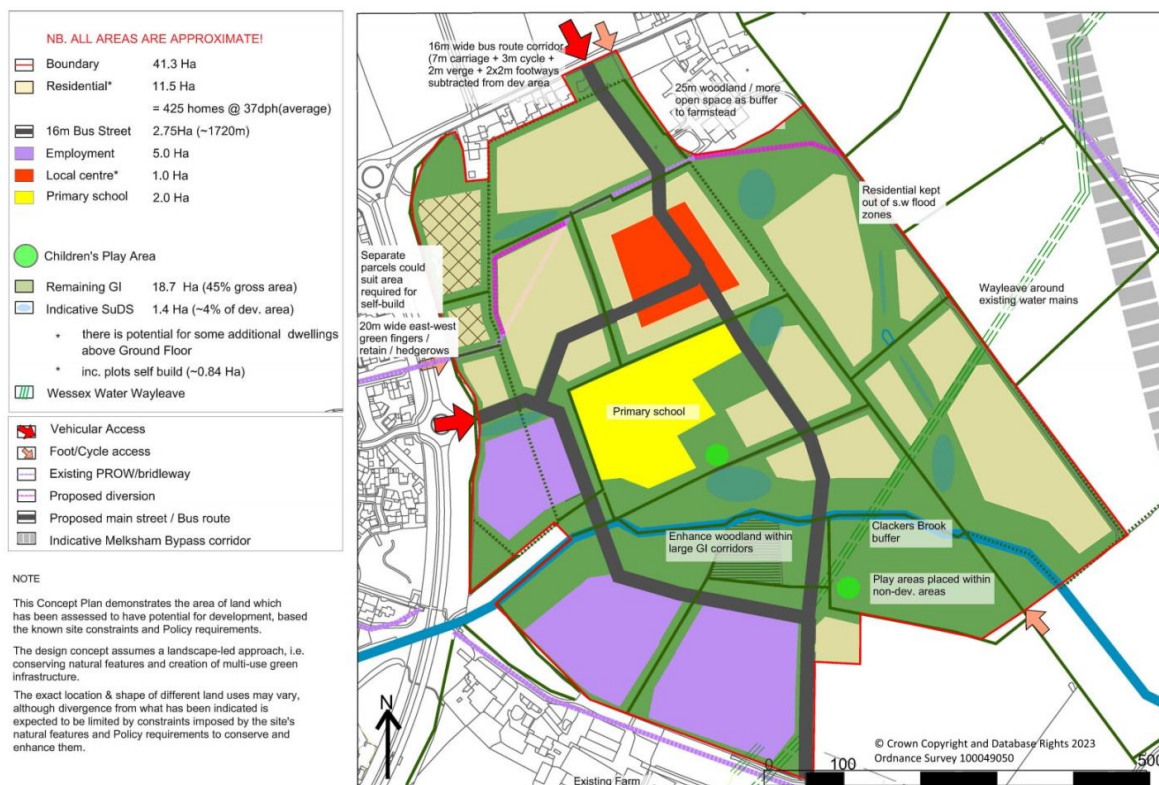 NB. ALL AREAS ARE APPROXIMATE!
Boundary 41.3 Ha
Residential* 11.5 Ha
= 425 homes @ 37dph(average)
16m Bus Street 2.75Ha (~1720m)
Employment 5.0 Ha
Local centre* 1.0 Ha
Primary school 2.0 Ha
Children's Play Area
Remaining GI 18.7 Ha (45% gross area)
Indicative SuDS 1.4 Ha (~4% of dev. area)
* there is potential for some additional dwellings
above Ground Floor
* inc. plots self build (~0.84 Ha)
Wessex Water Wayleave
Vehicular Access
Foot/Cycle access
Existing PROW/bridleway
Proposed diversion
Proposed main street / Bus route
Indicative Melksham Bypass corridor
NOTE
This Concept Plan demonstrates the area of land which
has been assessed to have potential for development, based
the known site constraints and Policy requirements.
The design concept assumes a landscape-led approach, i.e.
conserving natural features and creation of multi-use green
infrastructure.
The exact location & shape of different land uses may vary,
although divergence from what has been indicated is
expected to be limited by constraints imposed by the site's
natural features and Policy requirements to conserve and
enhance them.
16m wide bus route corridor
(7m carriage + 3m cycle +
2m verge + 2x2m footways
subtracted from dev area
25m woodland / more
open space as buffer
to farmstead
Residential kept
out of s.w flood
zones
Separate
parcels could
suit area
required for
self-build
20m wide east-west
green fingers /
retain / hedgerows
Wayleave around
existing water mains
Primary school
Enhance woodland within
large GI corridors
Clackers Brook
buffer
Play areas placed within
non-dev. areas
N
Existing Farm
© Crown Copyright and Database Rights 2023
Ordnance Survey 100049050
0 100 500